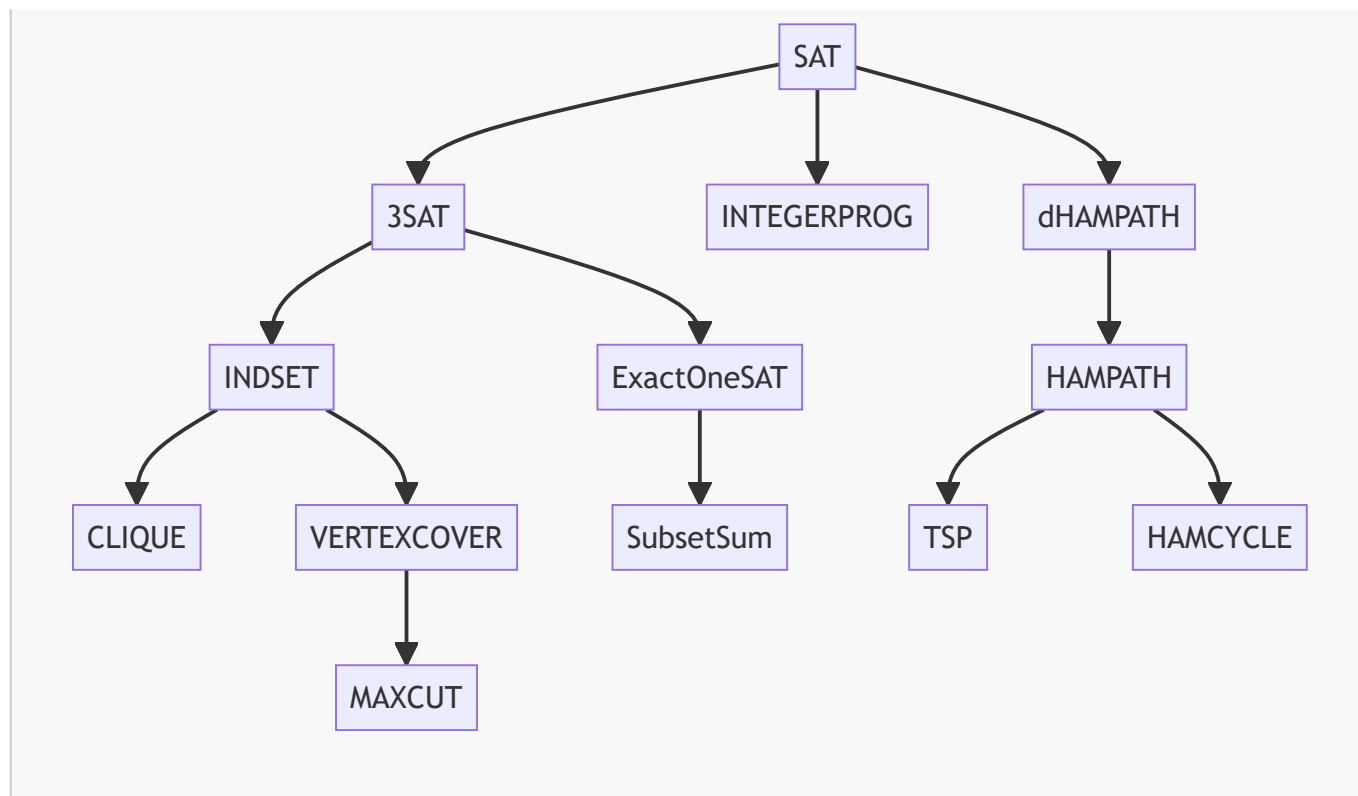 SAT
3SAT
INTEGERPROG
dHAMPATH
INDSET
ExactOneSAT
HAMPATH
CLIQUE
VERTEXCOVER
SubsetSum
TSP
HAMCYCLE
MAXCUT